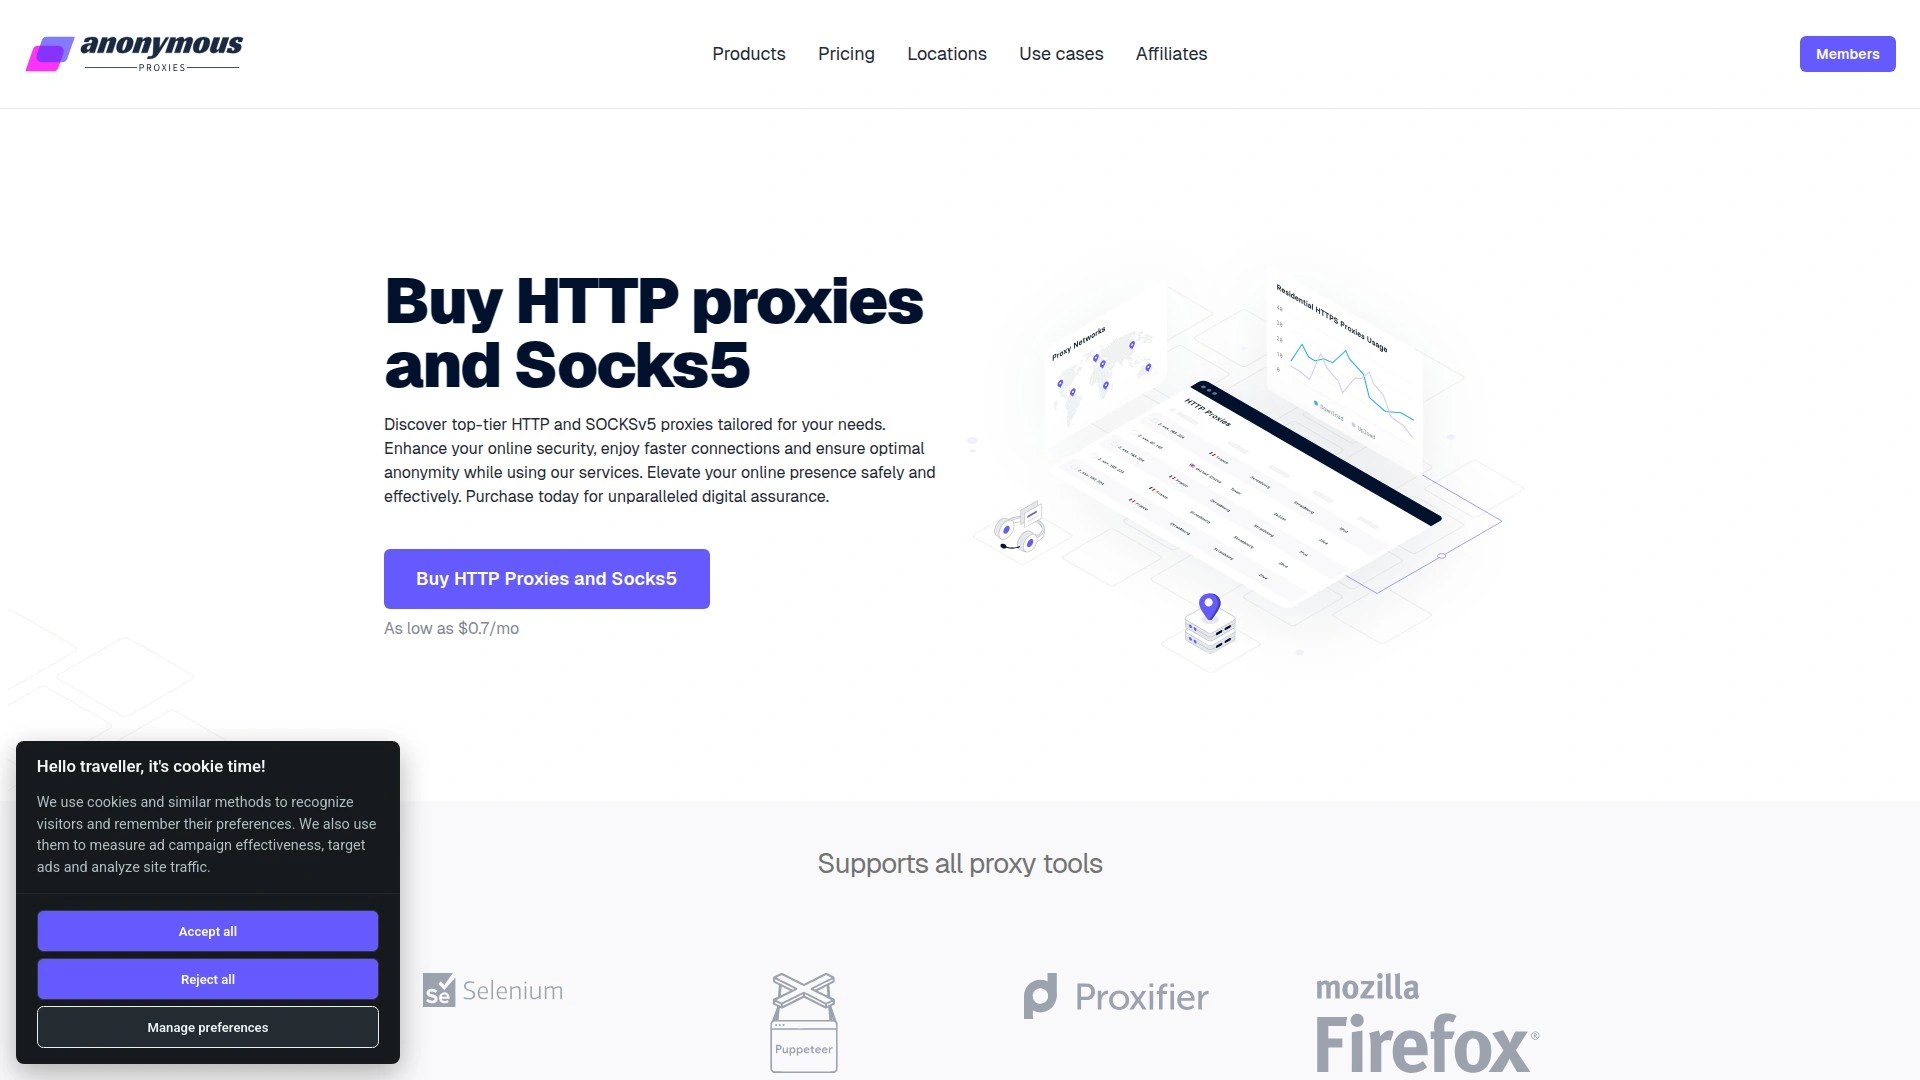 anonymous
PROXIES
Products
Pricing
Locations
Use cases
Affiliates
Members
Buy HTTP proxies
and Socks5
Discover top-tier HTTP and SOCKSv5 proxies tailored for your needs.
Enhance your online security, enjoy faster connections and ensure optimal
anonymity while using our services. Elevate your online presence safely and
effectively. Purchase today for unparalleled digital assurance.
Buy HTTP Proxies and Socks5
As low as $0.7/mo
Proxy Networks
Residential HTTPS Proxies Usage
Download
Upload
HTTP Proxies
Hello traveller, it's cookie time!
We use cookies and similar methods to recognize
visitors and remember their preferences. We also use
them to measure ad campaign effectiveness, target
ads and analyze site traffic.
Accept all
Reject all
Manage preferences
Supports all proxy tools
Se Selenium
Puppeteer
Proxifier
mozilla
Firefox®